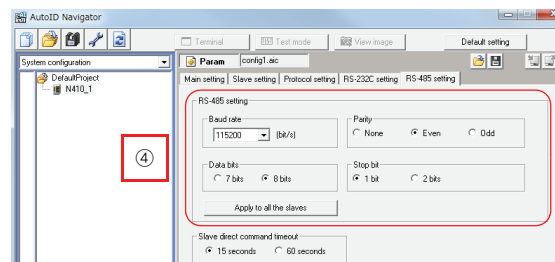 AutoID Navigator
Terminal Test mode View image Default setting
System configuration
Param config1.aic
DefaultProject
N410_1
Main setting Slave setting Protocol setting RS-232C setting RS-485 setting
RS-485 setting
Baud rate
115200 (bit/s)
Parity
None Even Odd
④
Data bits
7 bits 8 bits
Stop bit
1 bit 2 bits
Apply to all the slaves
Slave direct command timeout
15 seconds 60 seconds